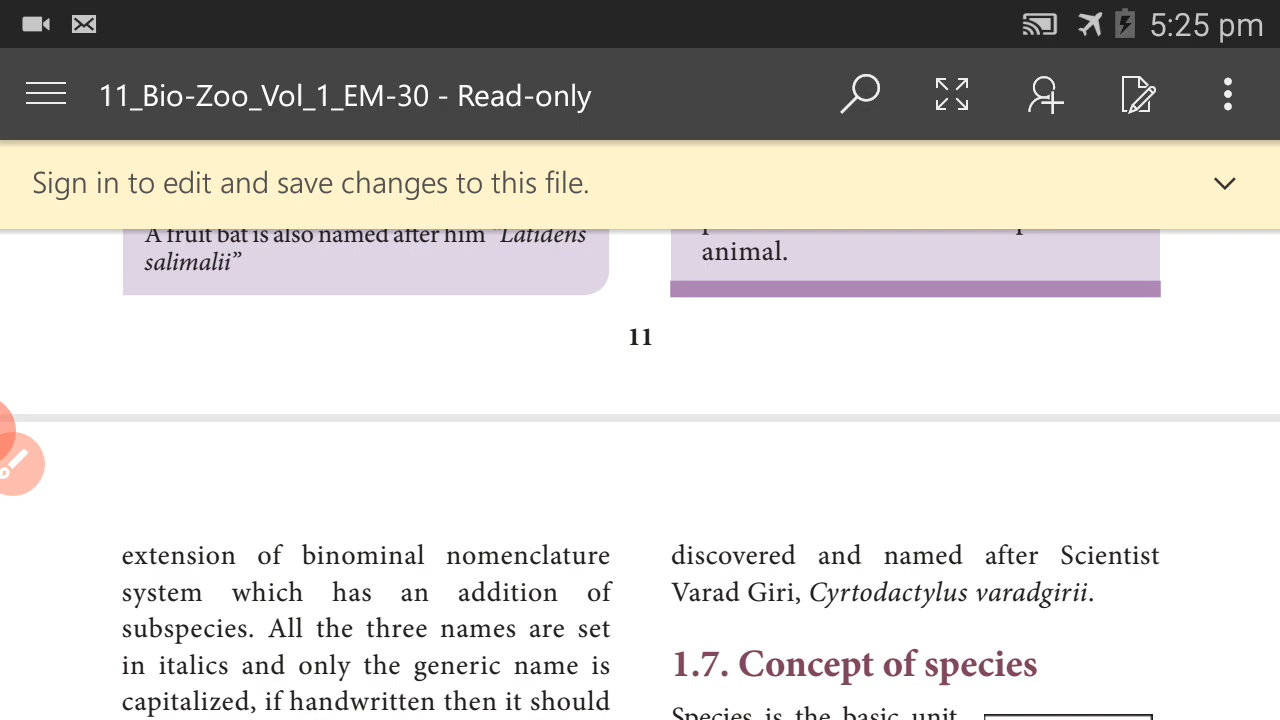 5:25 pm
11_Bio-Zoo_Vol_1_EM-30 - Read-only
Sign in to edit and save changes to this file.
A fruit bat is also named after him "Latidens
salimalii”
animal.
11
extension of binominal nomenclature
system which has an addition of
subspecies. All the three names are set
in italics and only the generic name is
capitalized, if handwritten then it should
discovered and named after Scientist
Varad Giri, Cyrtodactylus varadgirii.
1.7. Concept of species
Species is the basic unit